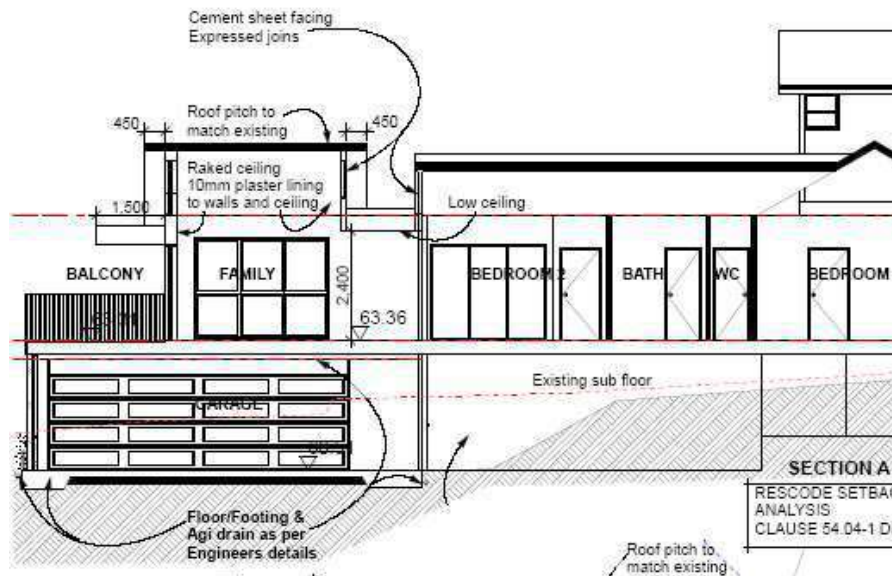 Cement sheet facing
Expressed joins
Roof pitch to
match existing
450
450
Raked ceiling
10mm plaster lining
to walls and ceiling
1,500
Low ceiling
BALCONY
FAMILY
2,400
BEDROOM 2
BATH
WC
BEDROOM
63.36
Existing sub floor
GARAGE
Floor/Footing &
Agi drain as per
Engineers details
SECTION A
RESCODE SETBAC
ANALYSIS
CLAUSE 54.04-1 D
Roof pitch to
match existing